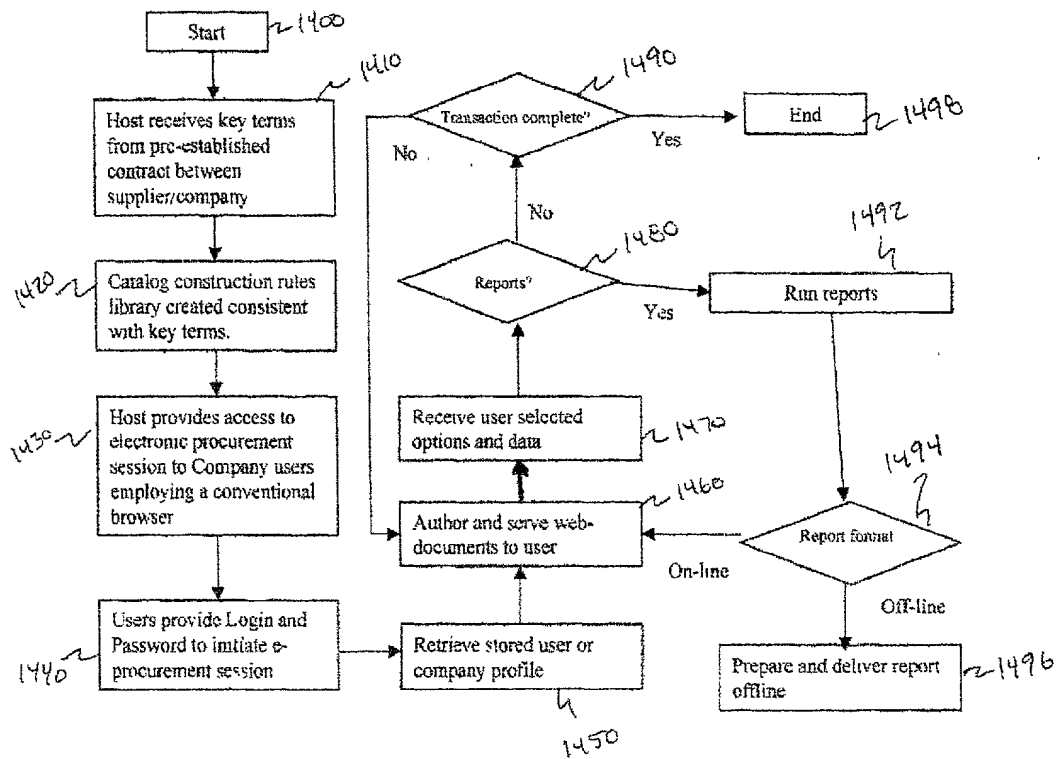 Start
1400
1410
Host receives key terms
from pre-established
contract between
supplier/company
1420
Catalog construction rules
library created consistent
with key terms.
1430
Host provides access to
electronic procurement
session to Company users
employing a conventional
browser
1440
Users provide Login and
Password to initiate e-
procurement session
Retrieve stored user or
company profile
1450
Author and serve web-
documents to user
1460
Receive user selected
options and data
1470
Reports?
1480
No
Yes
Transaction complete?
1490
No
Yes
End
1498
1492
Run reports
1494
Report format
On-line
Off-line
Prepare and deliver report
offline
1496